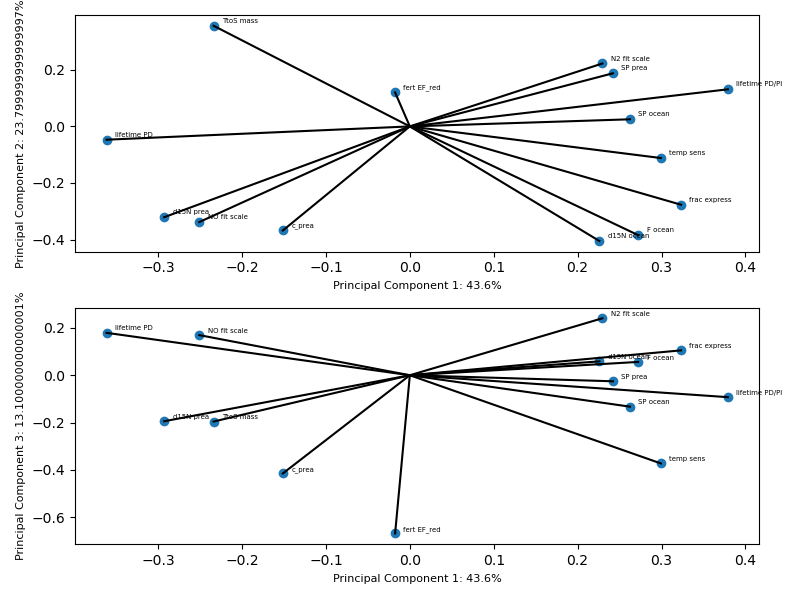 Principal Component 2: 23.799999999999997%
0.2
0.0
−0.2
−0.4
TtoS mass
fert EF_red
N2 fit scale
SP prea
lifetime PD/PI
SP ocean
lifetime PD
temp sens
frac express
d15N prea
NO fit scale
c_prea
F ocean
d15N ocean
−0.3 −0.2 −0.1 0.0 0.1 0.2 0.3 0.4
Principal Component 1: 43.6%
Principal Component 3: 13.100000000000001%
0.2
0.0
−0.2
−0.4
−0.6
lifetime PD
NO fit scale
N2 fit scale
frac express
d15N ocean
F ocean
SP prea
lifetime PD/PI
SP ocean
d15N prea
TtoS mass
temp sens
c_prea
fert EF_red
−0.3 −0.2 −0.1 0.0 0.1 0.2 0.3 0.4
Principal Component 1: 43.6%